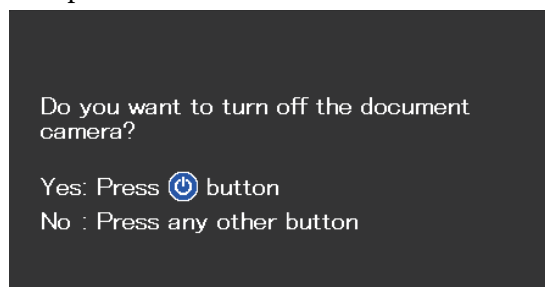 Do you want to turn off the document
camera?
Yes: Press button
No : Press any other button